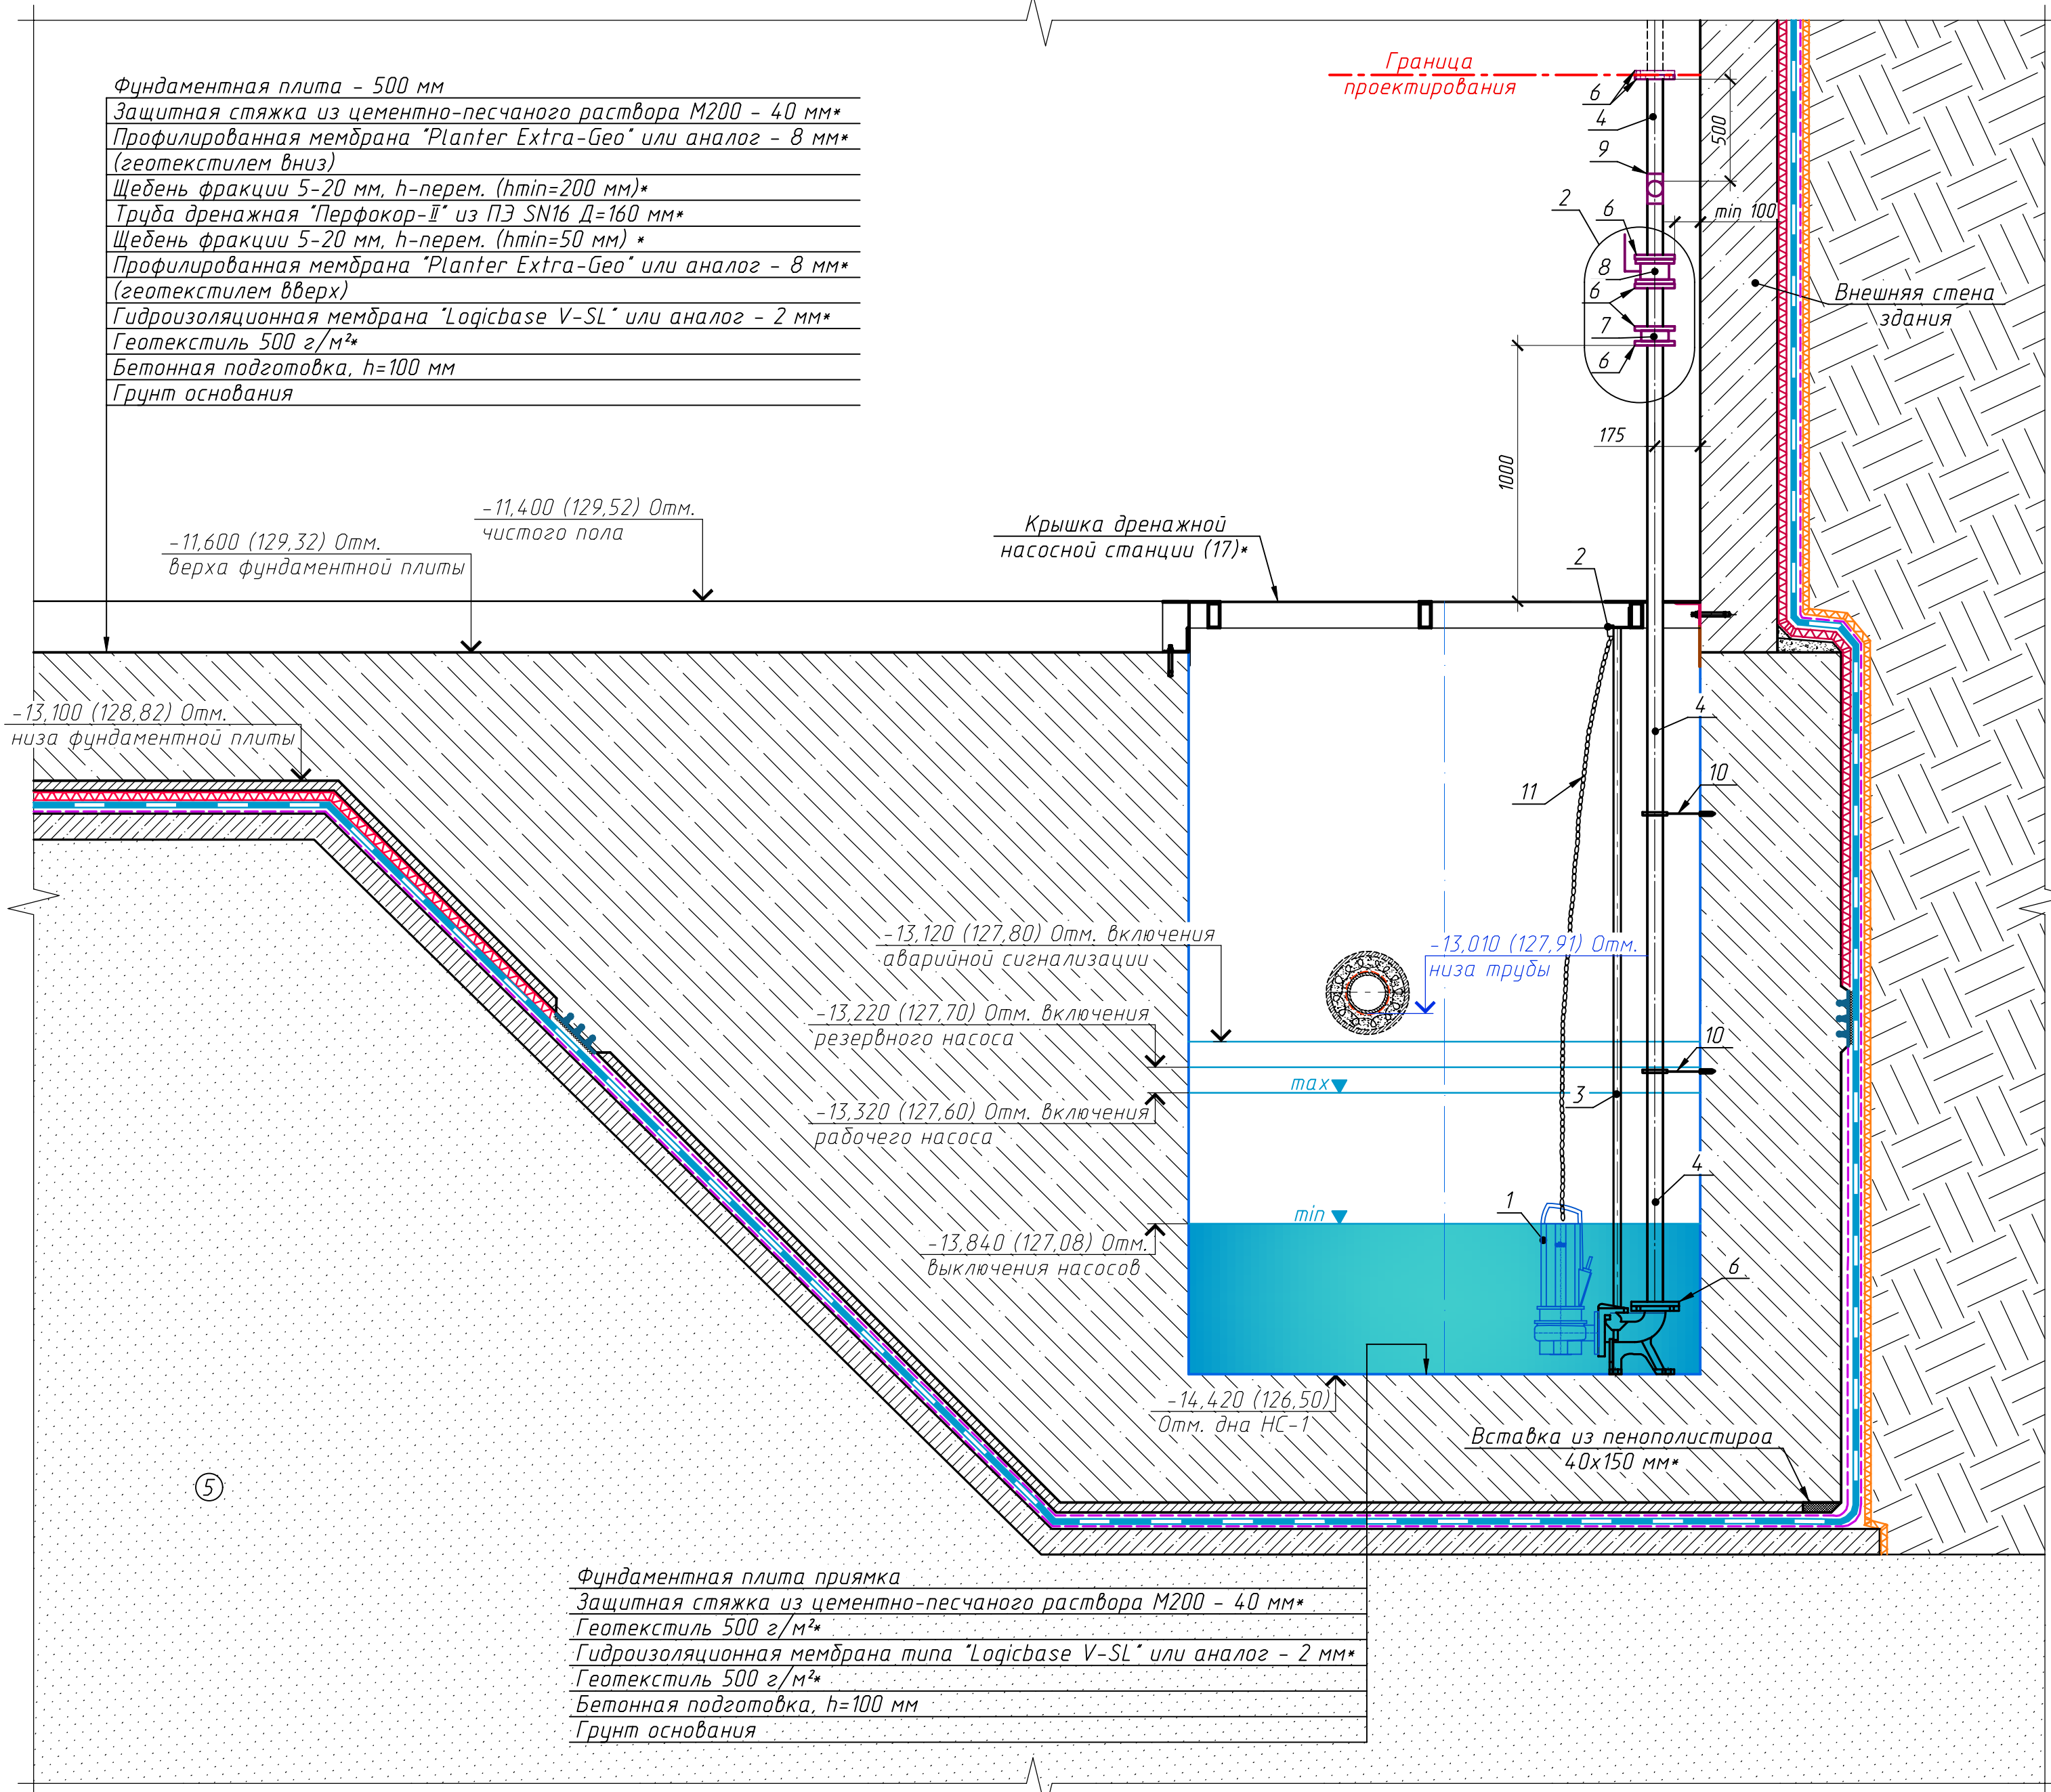 Граница
проектирования
Фундаментная плита - 500 мм
Защитная стяжка из цементно-песчаного раствора М200 - 40 мм*
Профилированная мембрана "Planter Extra-Geo" или аналог - 8 мм*
(геотекстилем вниз)
Щебень фракции 5-20 мм, h-перем. (hmin=200 мм)*
Труба дренажная "Перфокор-II" из ПЭ SN16 Д=160 мм*
Щебень фракции 5-20 мм, h-перем. (hmin=50 мм) *
Профилированная мембрана "Planter Extra-Geo" или аналог - 8 мм*
(геотекстилем вверх)
Гидроизоляционная мембрана "Logicbase V-SL" или аналог - 2 мм*
Геотекстиль 500 г/м²*
Бетонная подготовка, h=100 мм
Грунт основания
6
4
500
9
2
6
min 100
8
6
7
6
Внешняя стена
здания
175
1000
-11,400 (129,52) Отм.
чистого пола
-11,600 (129,32) Отм.
верха фундаментной плиты
Крышка дренажной
насосной станции (17)*
2
-13,100 (128,82) Отм.
низа фундаментной плиты
4
10
11
-13,120 (127,80) Отм. включения
аварийной сигнализации
-13,010 (127,91) Отм.
низа трубы
-13,220 (127,70) Отм. включения
резервного насоса
10
max
3
-13,320 (127,60) Отм. включения
рабочего насоса
4
1
min
-13,840 (127,08) Отм.
выключения насосов
6
-14,420 (126,50)
Отм. дна НС-1
Вставка из пенополистироа
40х150 мм*
5
Фундаментная плита приямка
Защитная стяжка из цементно-песчаного раствора М200 - 40 мм*
Геотекстиль 500 г/м²*
Гидроизоляционная мембрана типа "Logicbase V-SL" или аналог - 2 мм*
Геотекстиль 500 г/м²*
Бетонная подготовка, h=100 мм
Грунт основания